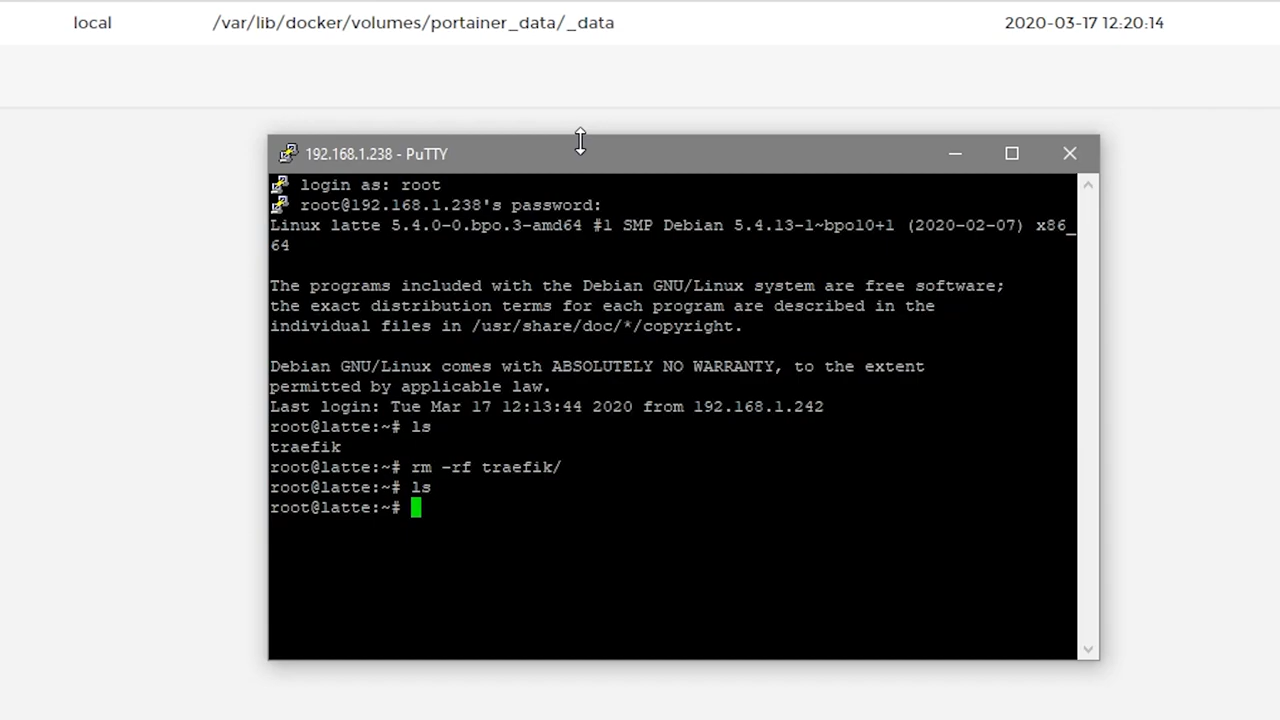 local /var/lib/docker/volumes/portainer_data/_data 2020-03-17 12:20:14
192.168.1.238 - PuTTY
login as: root
root@192.168.1.238's password:
Linux latte 5.4.0-0.bpo.3-amd64 #1 SMP Debian 5.4.13-1~bpo10+1 (2020-02-07) x86_
64
The programs included with the Debian GNU/Linux system are free software;
the exact distribution terms for each program are described in the
individual files in /usr/share/doc/*/copyright.
Debian GNU/Linux comes with ABSOLUTELY NO WARRANTY, to the extent
permitted by applicable law.
Last login: Tue Mar 17 12:13:44 2020 from 192.168.1.242
root@latte:~# ls
traefik
root@latte:~# rm -rf traefik/
root@latte:~# ls
root@latte:~#